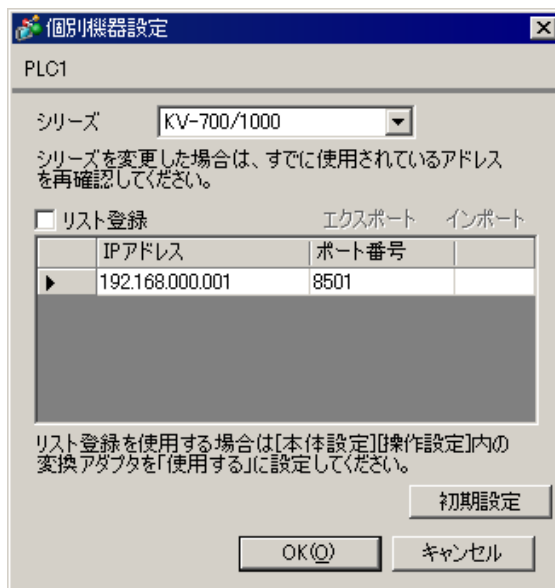 個別機器設定
PLC1
シリーズ KV-700/1000
シリーズを変更した場合は、すでに使用されているアドレス
を再確認してください。
リスト登録 エクスポート インポート
IPアドレス ポート番号
192.168.000.001 8501
リスト登録を使用する場合は[本体設定][操作設定]内の
変換アダプタを「使用する」に設定してください。
初期設定
OK(O) キャンセル